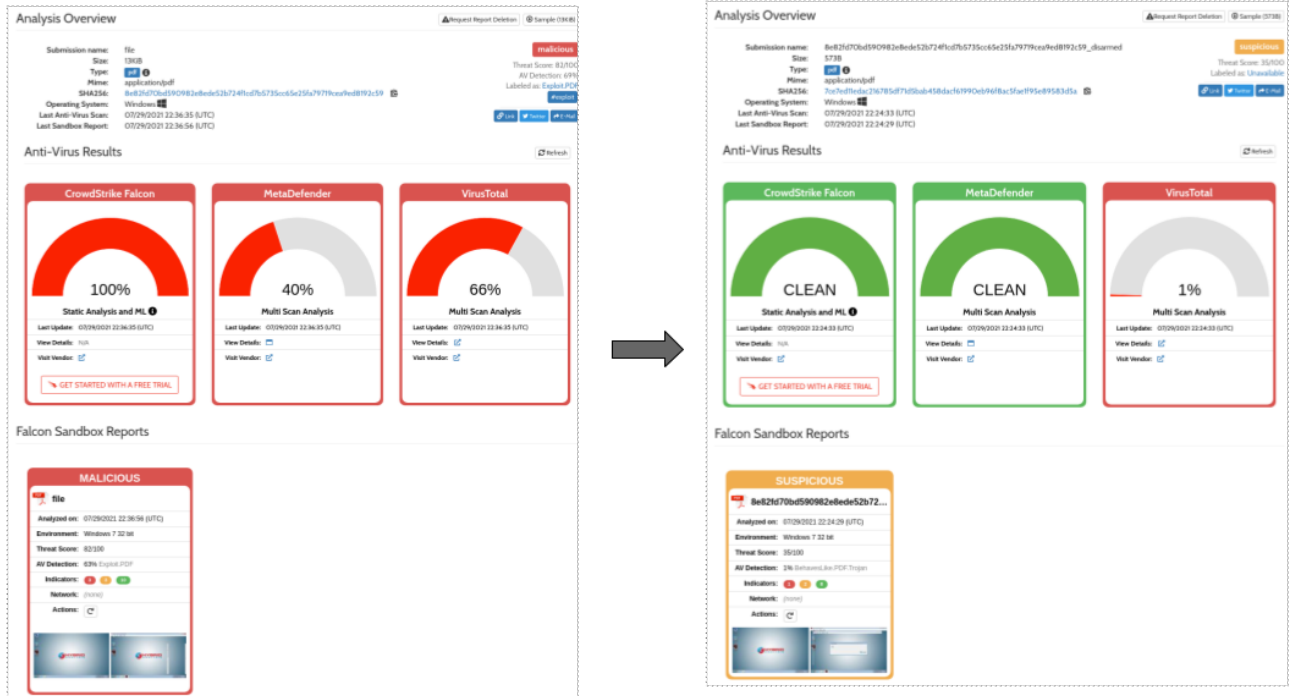 Analysis Overview
Request Report Deletion
Sample (13KiB)
Submission name: file
Size: 13KiB
Type: pdf
Mime: application/pdf
SHA256: 8e82fd70bd590982e8ede52b724f1cd7b5735cc65e25fa79719cea9ed8192c59
Operating System: Windows
Last Anti-Virus Scan: 07/29/2021 22:36:35 (UTC)
Last Sandbox Report: 07/29/2021 22:36:56 (UTC)
malicious
Threat Score: 82/100
AV Detection: 69%
Labeled as: Exploit.PDF
#exploit
Link Twitter E-Mail
Anti-Virus Results
Refresh
CrowdStrike Falcon
100%
Static Analysis and ML
Last Update: 07/29/2021 22:36:35 (UTC)
View Details: N/A
Visit Vendor:
GET STARTED WITH A FREE TRIAL
MetaDefender
40%
Multi Scan Analysis
Last Update: 07/29/2021 22:36:35 (UTC)
View Details:
Visit Vendor:
VirusTotal
66%
Multi Scan Analysis
Last Update: 07/29/2021 22:36:35 (UTC)
View Details:
Visit Vendor:
Falcon Sandbox Reports
MALICIOUS
file
Analyzed on: 07/29/2021 22:36:56 (UTC)
Environment: Windows 7 32 bit
Threat Score: 82/100
AV Detection: 63% Exploit.PDF
Indicators:
Network: (none)
Actions:
Analysis Overview
Request Report Deletion
Sample (573B)
Submission name: 8e82fd70bd590982e8ede52b724f1cd7b5735cc65e25fa79719cea9ed8192c59_disarmed
Size: 573B
Type: pdf
Mime: application/pdf
SHA256:
Operating System: Windows
Last Anti-Virus Scan: 07/29/2021 22:24:33 (UTC)
Last Sandbox Report: 07/29/2021 22:24:29 (UTC)
suspicious
Threat Score: 35/100
Labeled as: Unavailable
Link Twitter E-Mail
Anti-Virus Results
Refresh
CrowdStrike Falcon
CLEAN
Static Analysis and ML
Last Update: 07/29/2021 22:24:33 (UTC)
View Details: N/A
Visit Vendor:
GET STARTED WITH A FREE TRIAL
MetaDefender
CLEAN
Multi Scan Analysis
Last Update: 07/29/2021 22:24:33 (UTC)
View Details:
Visit Vendor:
VirusTotal
1%
Multi Scan Analysis
Last Update: 07/29/2021 22:24:33 (UTC)
View Details:
Visit Vendor:
Falcon Sandbox Reports
SUSPICIOUS
8e82fd70bd590982e8ede52b72...
Analyzed on: 07/29/2021 22:24:29 (UTC)
Environment: Windows 7 32 bit
Threat Score: 35/100
AV Detection: 1% BehavesLike.PDF.Trojan
Indicators:
Network: (none)
Actions: